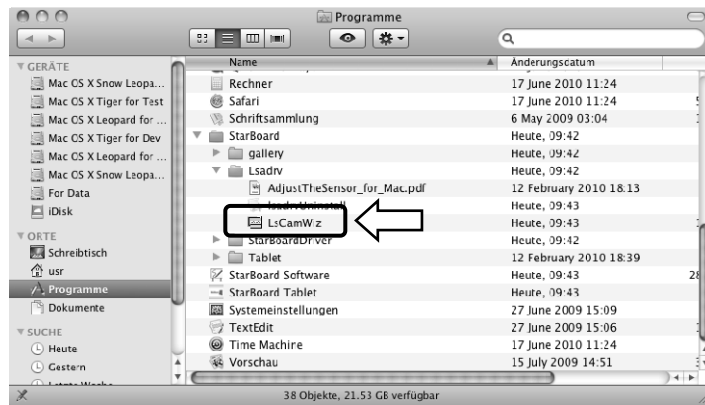 Programme
Name Änderungsdatum
GERÄTE
Mac OS X Snow Leopa...
Mac OS X Tiger for Test
Mac OS X Leopard for ...
Mac OS X Tiger for Dev
Mac OS X Leopard for ...
Mac OS X Snow Leopa...
For Data
iDisk
ORTE
Schreibtisch
usr
Programme
Dokumente
SUCHE
Heute
Gestern
Letzte Woche
Rechner 17 June 2010 11:24
Safari 17 June 2010 11:24
Schriftsammlung 6 May 2009 03:04
StarBoard Heute, 09:42
gallery Heute, 09:42
Lsadrv Heute, 09:42
AdjustTheSensor_for_Mac.pdf 12 February 2010 18:13
lsadrvUninstall Heute, 09:43
LsCamWiz Heute, 09:43
StarBoardDriver Heute, 09:42
Tablet 12 February 2010 18:39
StarBoard Software Heute, 09:43 28
StarBoard Tablet Heute, 09:43
Systemeinstellungen 27 June 2009 15:09
TextEdit 27 June 2009 15:06
Time Machine 17 June 2010 11:24
Vorschau 15 July 2009 14:51
38 Objekte, 21.53 GB verfügbar